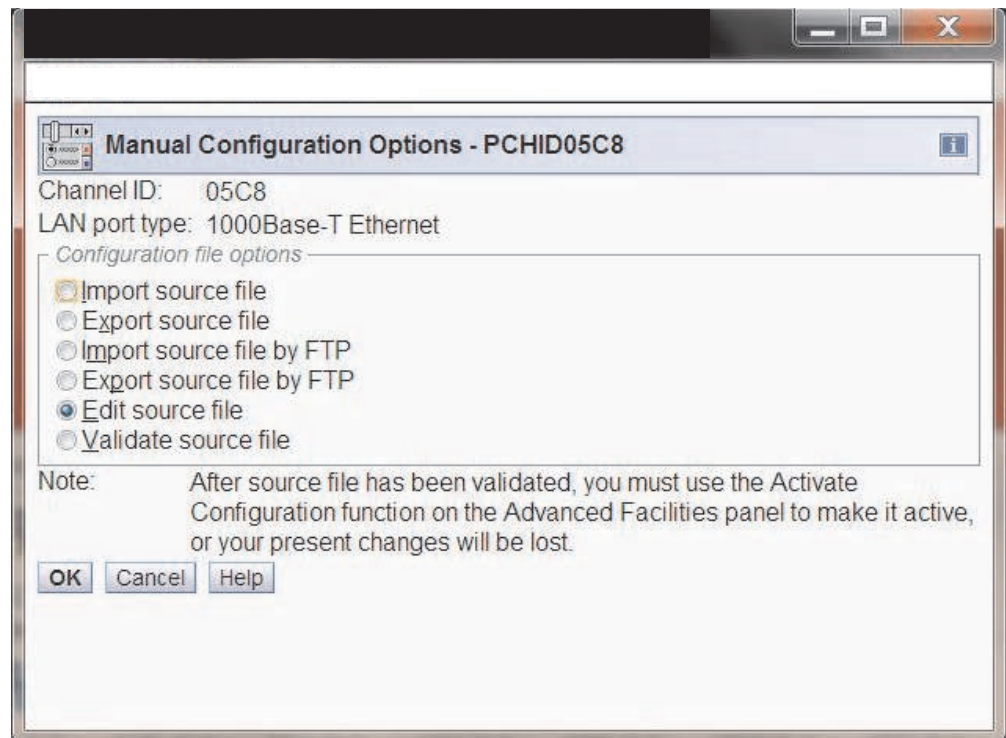 Manual Configuration Options - PCHID05C8
Channel ID: 05C8
LAN port type: 1000Base-T Ethernet
Configuration file options
Import source file
Export source file
Import source file by FTP
Export source file by FTP
Edit source file
Validate source file
Note: After source file has been validated, you must use the Activate
Configuration function on the Advanced Facilities panel to make it active,
or your present changes will be lost.
OK Cancel Help